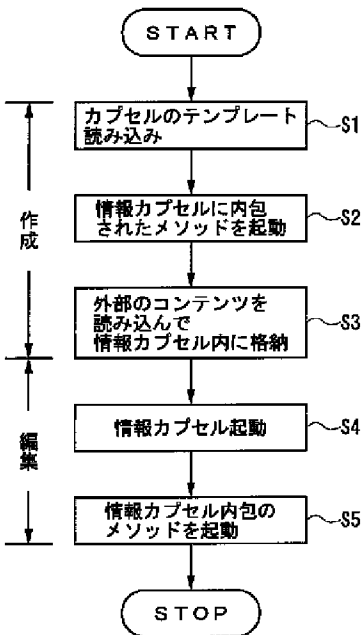 START
カプセルのテンプレート
読み込み
S1
作成
情報カプセルに内包
されたメソッドを起動
S2
外部のコンテンツを
読み込んで
情報カプセル内に格納
S3
編集
情報カプセル起動
S4
情報カプセル内包の
メソッドを起動
S5
STOP